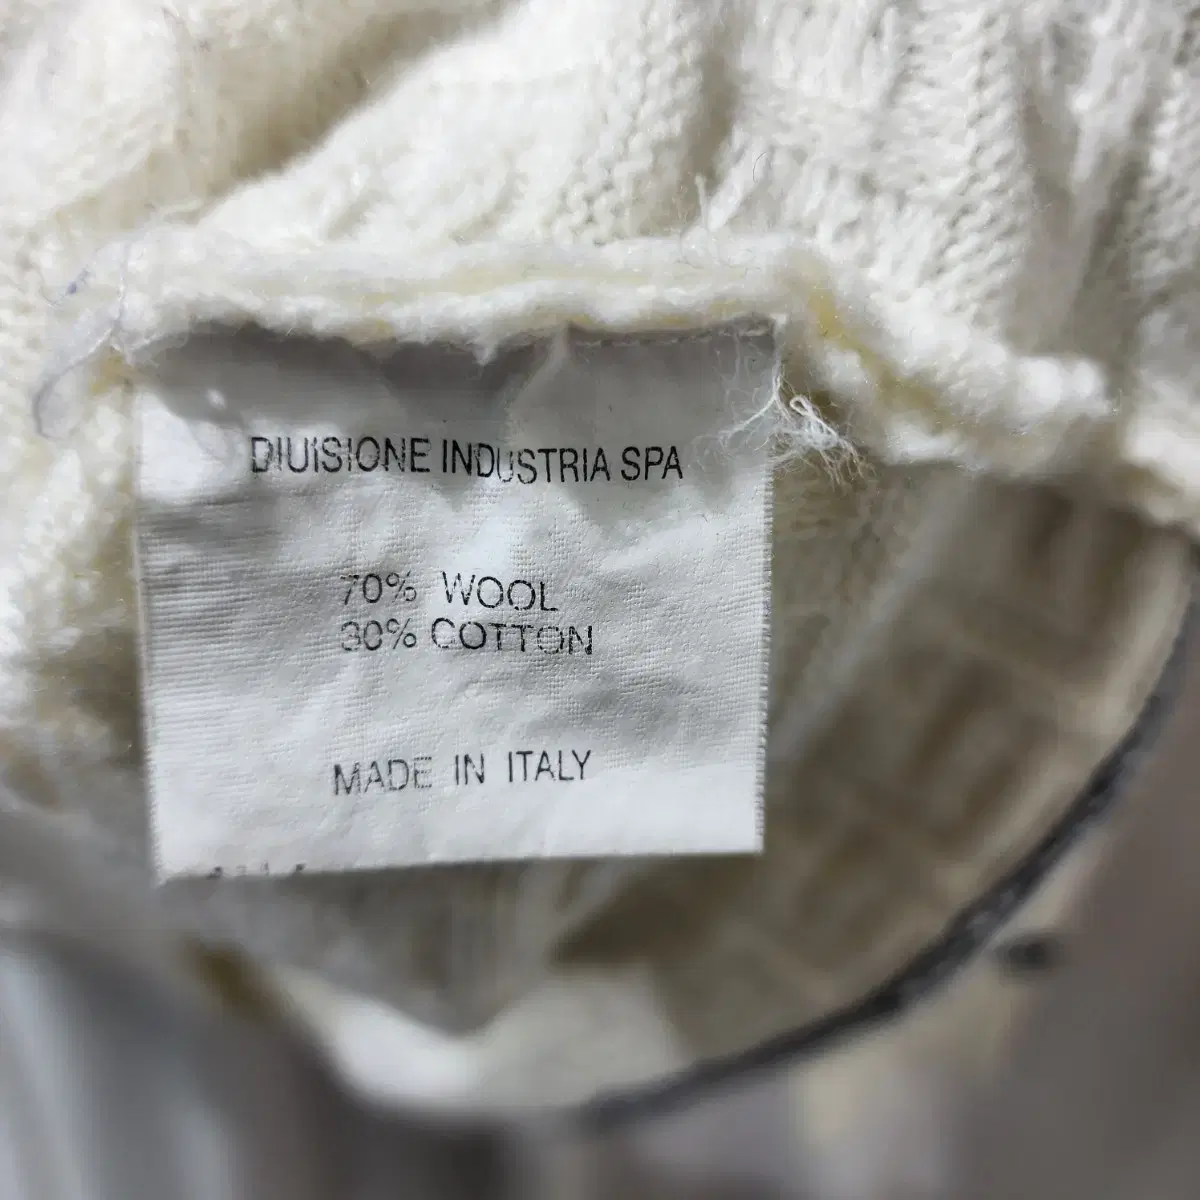 DIUISIONE INDUSTRIA SPA
70% WOOL
30% COTTON
MADE IN ITALY